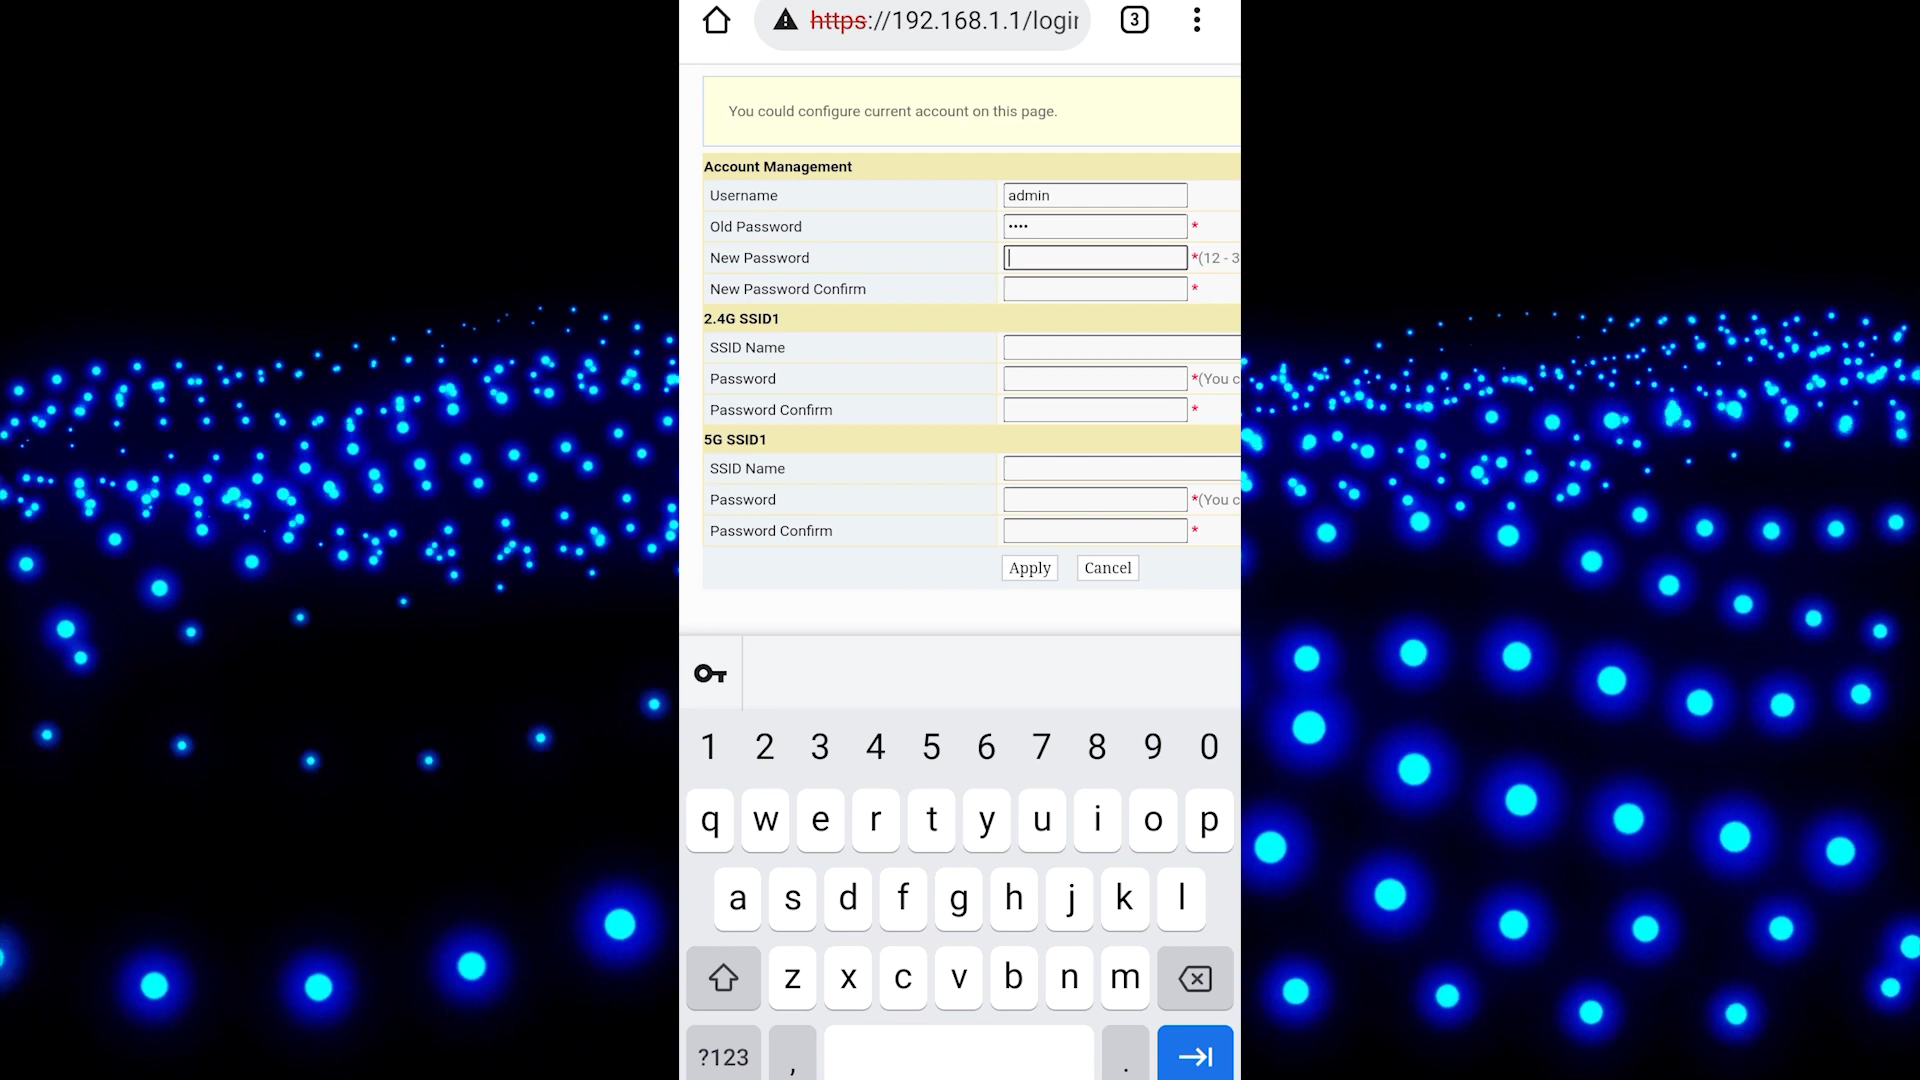 https://192.168.1.1/login
3
You could configure current account on this page.
Account Management
Username admin
Old Password •••• *
New Password *(12 - 3
New Password Confirm *
2.4G SSID1
SSID Name
Password *(You c
Password Confirm *
5G SSID1
SSID Name
Password *(You c
Password Confirm *
Apply Cancel
1 2 3 4 5 6 7 8 9 0
q w e r t y u i o p
a s d f g h j k l
z x c v b n m
?123 , .